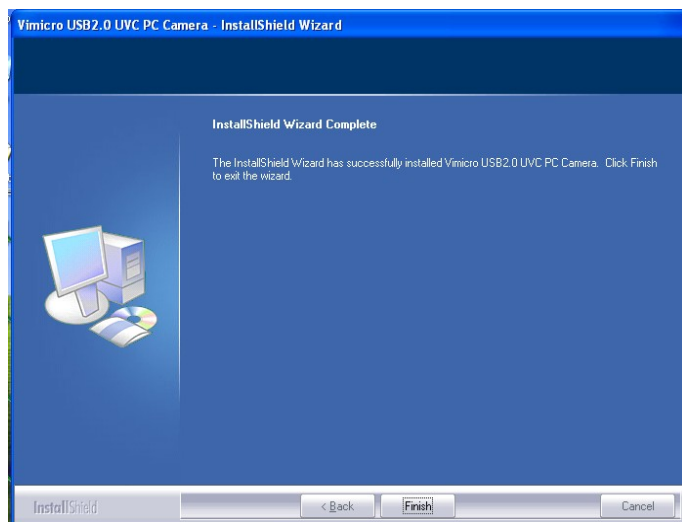 Vimicro USB2.0 UVC PC Camera - InstallShield Wizard
InstallShield Wizard Complete
The InstallShield Wizard has successfully installed Vimicro USB2.0 UVC PC Camera. Click Finish
to exit the wizard.
InstallShield
< Back
Finish
Cancel